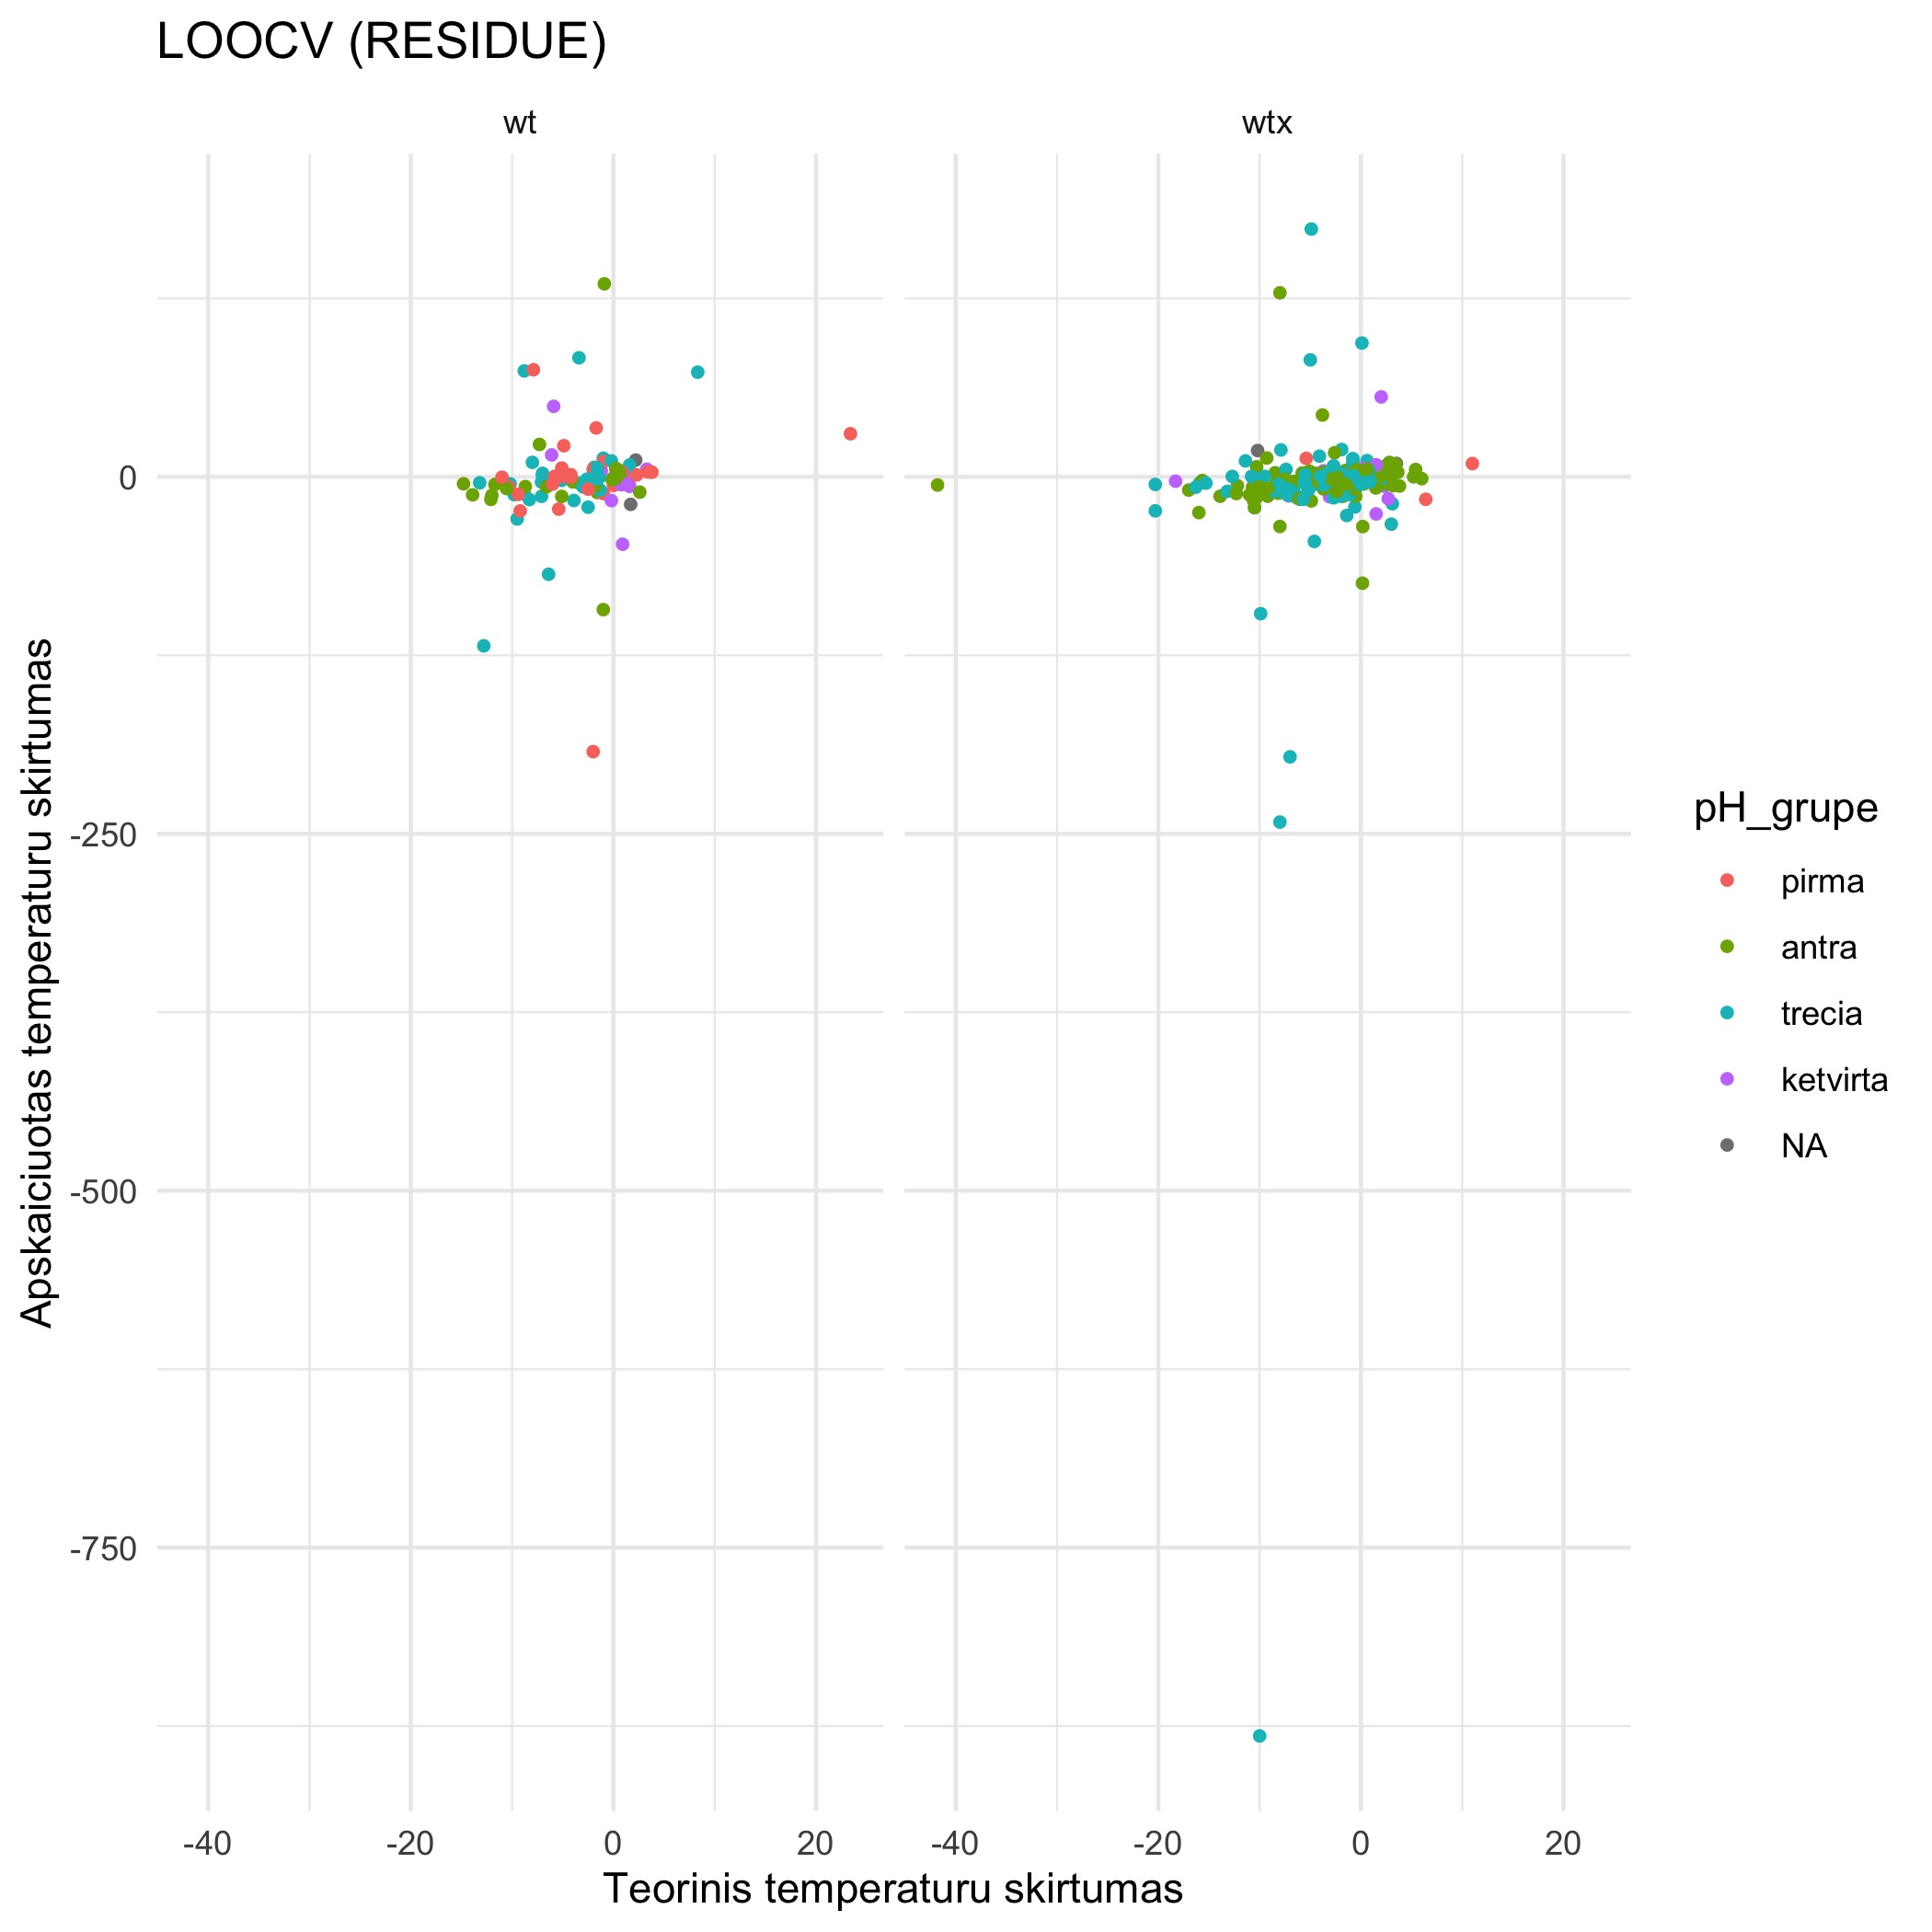 LOOCV (RESIDUE)
wt
wtx
0
-250
-500
-750
Apskaiciuotas temperaturu skirtumas
-40
-20
0
20
-40
-20
0
20
Teorinis temperaturu skirtumas
pH_grupe
pirma
antra
trecia
ketvirta
NA